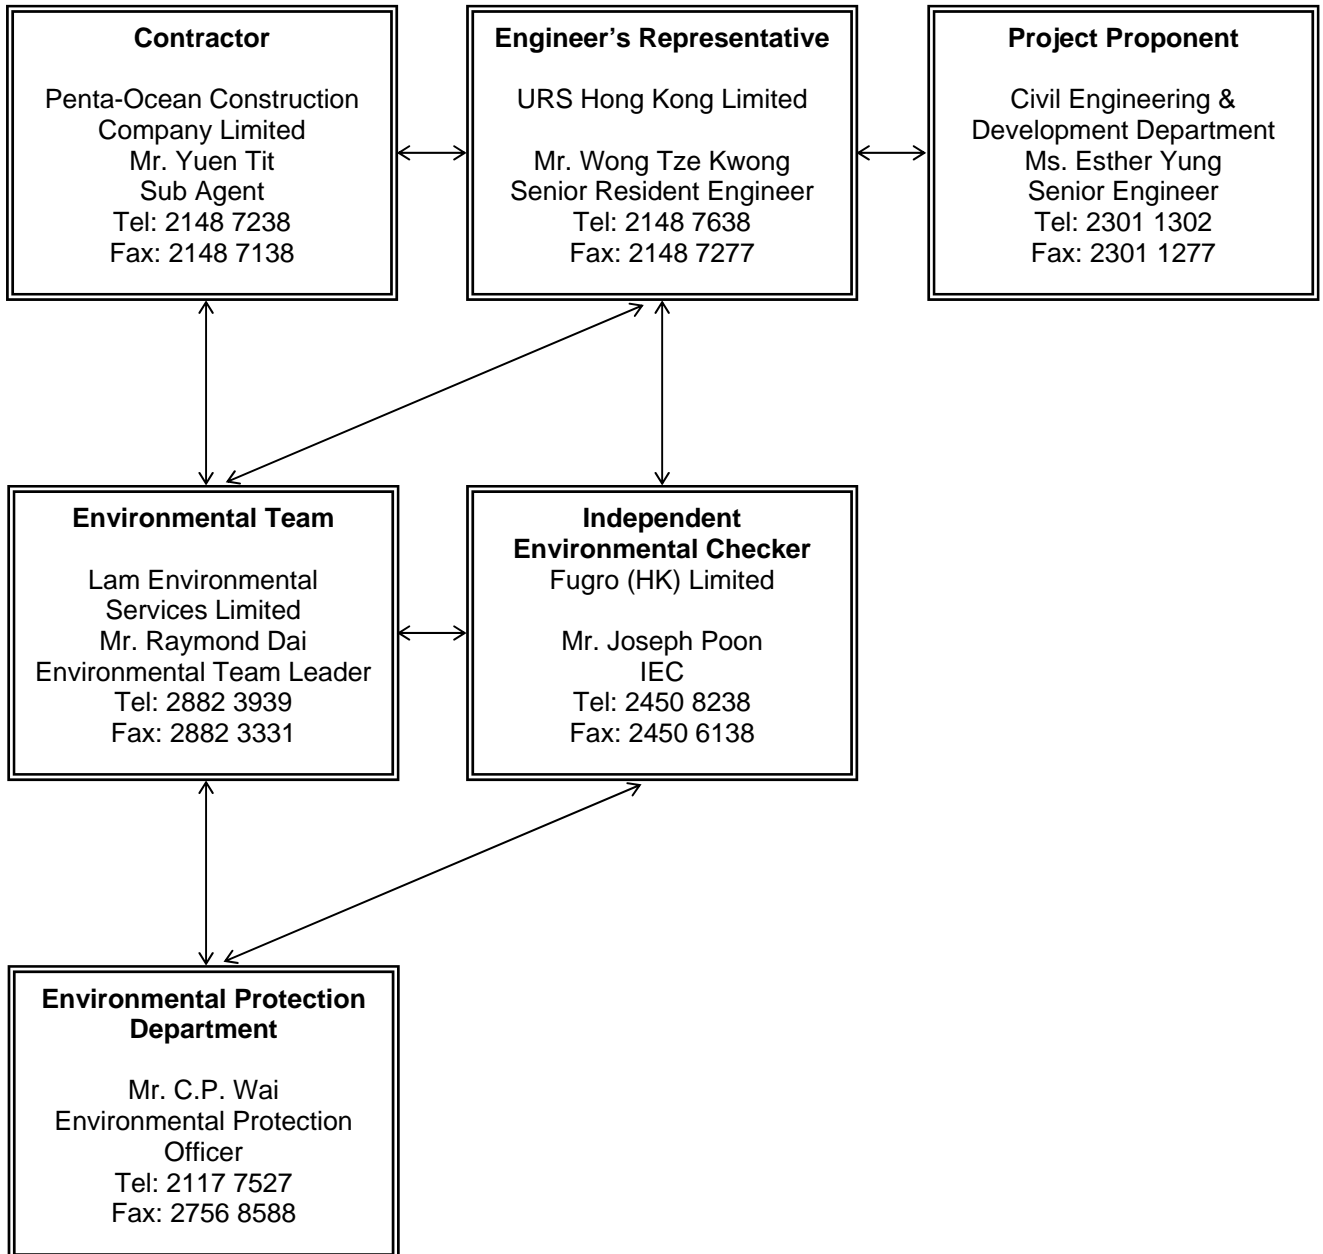 Contractor
Penta-Ocean Construction
Company Limited
Mr. Yuen Tit
Sub Agent
Tel: 2148 7238
Fax: 2148 7138
Engineer’s Representative
URS Hong Kong Limited
Mr. Wong Tze Kwong
Senior Resident Engineer
Tel: 2148 7638
Fax: 2148 7277
Project Proponent
Civil Engineering &
Development Department
Ms. Esther Yung
Senior Engineer
Tel: 2301 1302
Fax: 2301 1277
Environmental Team
Lam Environmental
Services Limited
Mr. Raymond Dai
Environmental Team Leader
Tel: 2882 3939
Fax: 2882 3331
Independent
Environmental Checker
Fugro (HK) Limited
Mr. Joseph Poon
IEC
Tel: 2450 8238
Fax: 2450 6138
Environmental Protection
Department
Mr. C.P. Wai
Environmental Protection
Officer
Tel: 2117 7527
Fax: 2756 8588